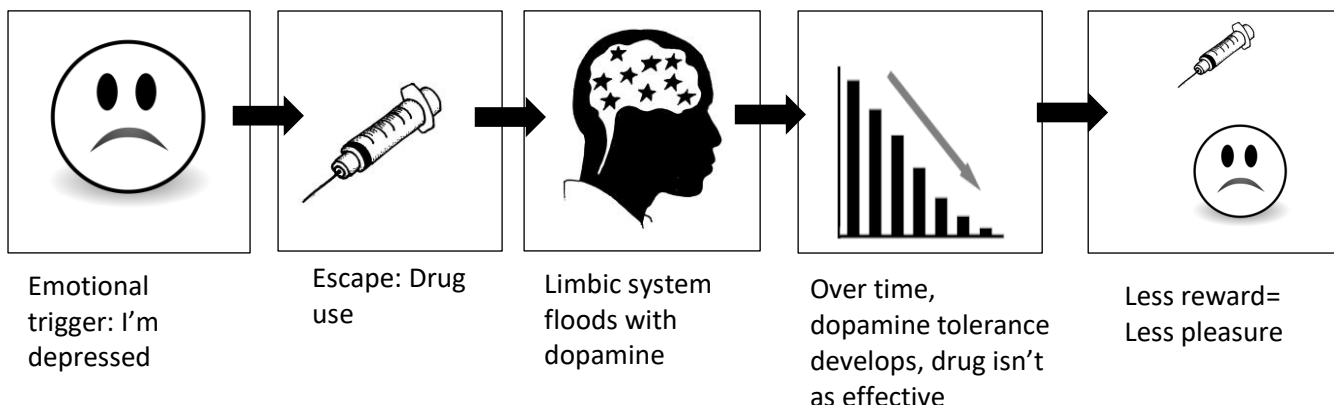 Emotional
trigger: I’m
depressed
Escape: Drug
use
Limbic system
floods with
dopamine
Over time,
dopamine tolerance
develops, drug isn’t
as effective
Less reward=
Less pleasure